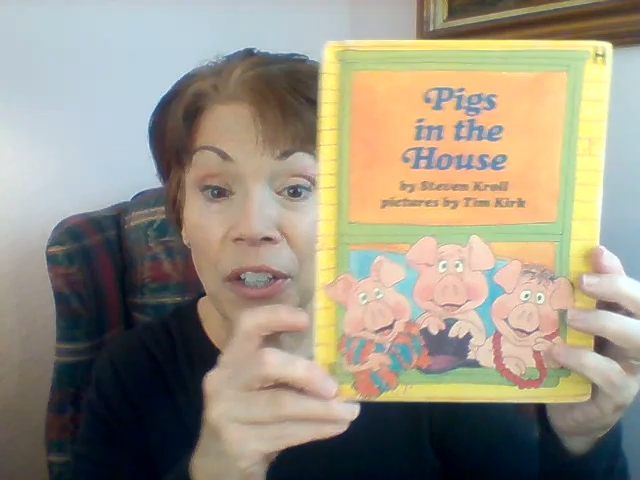 H
Pigs
in the
House
by Steven Kroll
pictures by Tim Kirk